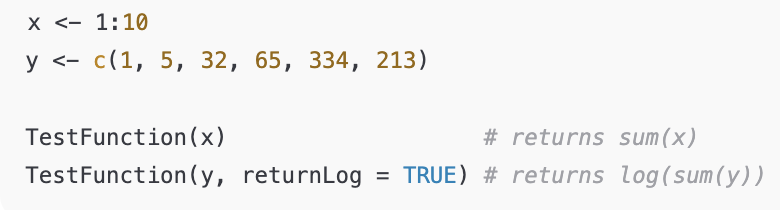 x <- 1:10
y <- c(1, 5, 32, 65, 334, 213)
TestFunction(x) # returns sum(x)
TestFunction(y, returnLog = TRUE) # returns log(sum(y))